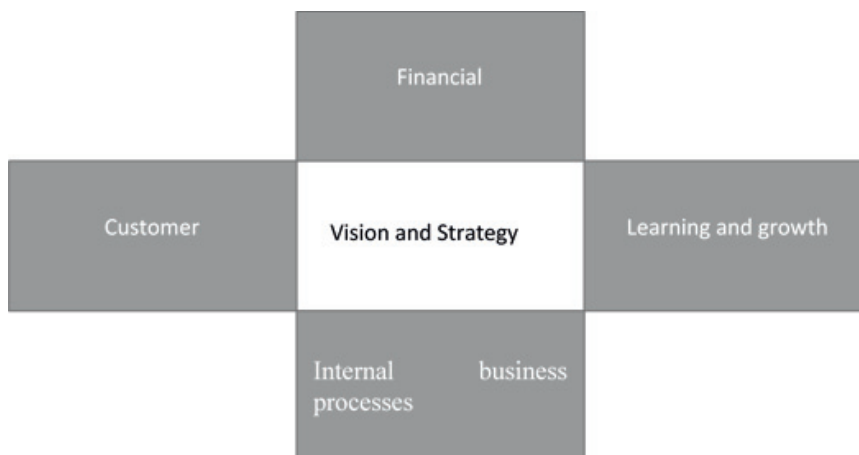 Financial
Customer
Vision and Strategy
Learning and growth
Internal business
processes